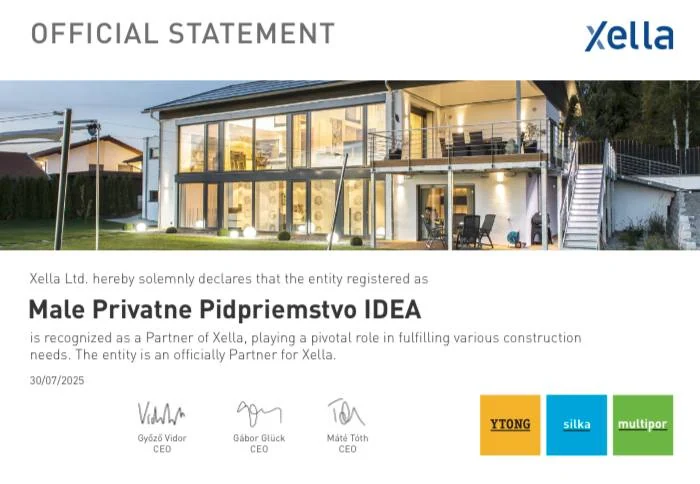 OFFICIAL STATEMENT
xella
Xella Ltd. hereby solemnly declares that the entity registered as
Male Privatne Pidpriemstvo IDEA
is recognized as a Partner of Xella, playing a pivotal role in fulfilling various construction
needs. The entity is an officially Partner for Xella.
30/07/2025
Győző Vidor
CEO
Gábor Glück
CEO
Máté Tóth
CEO
YTONG
silka
multipor